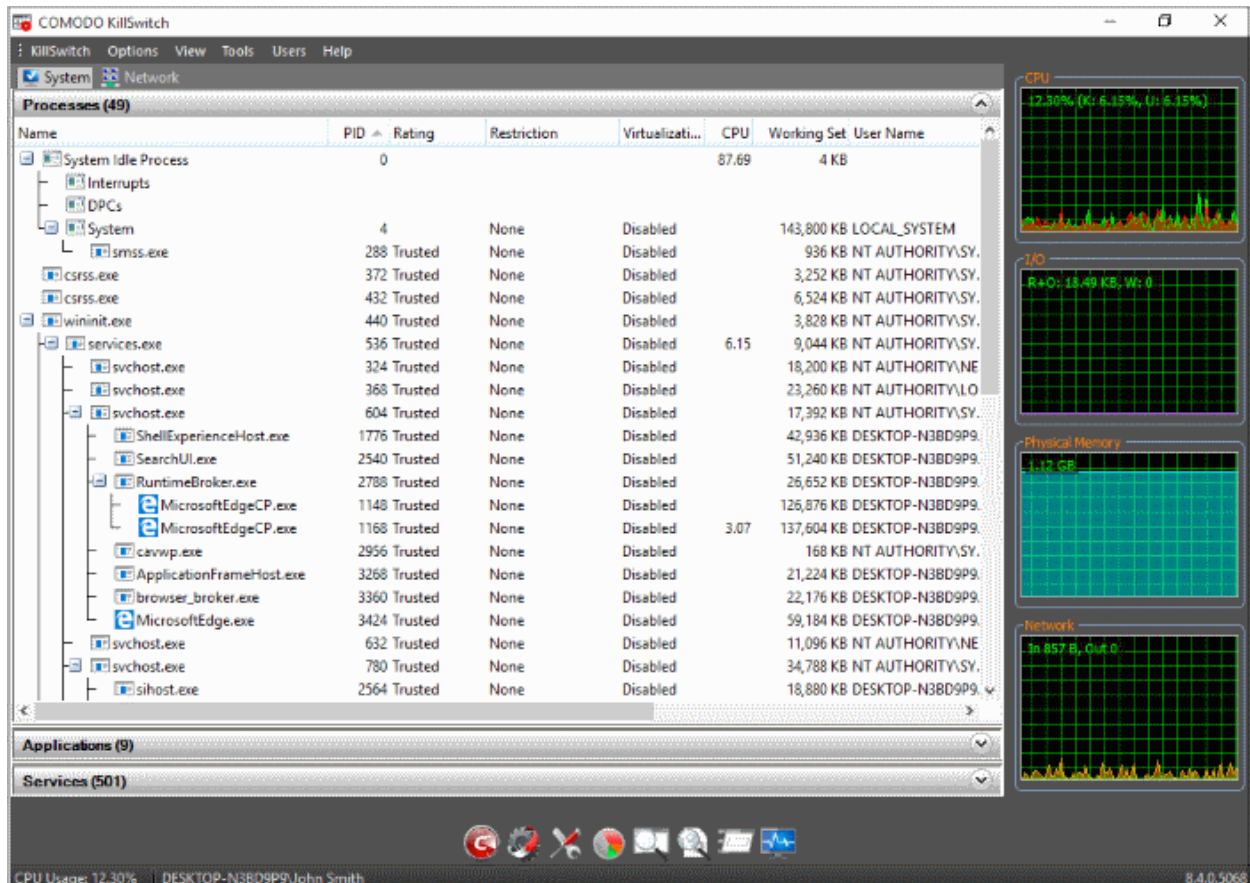 COMODO KillSwitch
KillSwitch Options View Tools Users Help
System Network
Processes (49)
Name PID Rating Restriction Virtualizati... CPU Working Set User Name
System Idle Process 0 87.69 4 KB
Interrupts
DPCs
System 4 None Disabled 143,800 KB LOCAL_SYSTEM
smss.exe 288 Trusted None Disabled 936 KB NT AUTHORITY\SY.
csrss.exe 372 Trusted None Disabled 3,252 KB NT AUTHORITY\SY.
csrss.exe 432 Trusted None Disabled 6,524 KB NT AUTHORITY\SY.
wininit.exe 440 Trusted None Disabled 3,828 KB NT AUTHORITY\SY.
services.exe 536 Trusted None Disabled 6.15 9,044 KB NT AUTHORITY\SY.
svchost.exe 324 Trusted None Disabled 18,200 KB NT AUTHORITY\NE
svchost.exe 368 Trusted None Disabled 23,260 KB NT AUTHORITY\LO
svchost.exe 604 Trusted None Disabled 17,392 KB NT AUTHORITY\SY.
ShellExperienceHost.exe 1776 Trusted None Disabled 42,936 KB DESKTOP-N3BD9P9.
SearchUI.exe 2540 Trusted None Disabled 51,240 KB DESKTOP-N3BD9P9.
RuntimeBroker.exe 2788 Trusted None Disabled 26,652 KB DESKTOP-N3BD9P9.
MicrosoftEdgeCP.exe 1148 Trusted None Disabled 126,876 KB DESKTOP-N3BD9P9.
MicrosoftEdgeCP.exe 1168 Trusted None Disabled 3.07 137,604 KB DESKTOP-N3BD9P9.
cavwp.exe 2956 Trusted None Disabled 168 KB NT AUTHORITY\SY.
ApplicationFrameHost.exe 3268 Trusted None Disabled 21,224 KB DESKTOP-N3BD9P9.
browser_broker.exe 3360 Trusted None Disabled 22,176 KB DESKTOP-N3BD9P9.
MicrosoftEdge.exe 3424 Trusted None Disabled 59,184 KB DESKTOP-N3BD9P9.
svchost.exe 632 Trusted None Disabled 11,096 KB NT AUTHORITY\NE
svchost.exe 780 Trusted None Disabled 34,788 KB NT AUTHORITY\SY.
sihost.exe 2564 Trusted None Disabled 18,880 KB DESKTOP-N3BD9P9.
Applications (9)
Services (501)
CPU
12.30% (K: 6.15%, U: 6.15%)
I/O
R+O: 18.49 KB, W: 0
Physical Memory
1.12 GB
Network
In 857 B, Out 0
CPU Usage: 12.30% DESKTOP-N3BD9P9\John Smith 8.4.0.5068